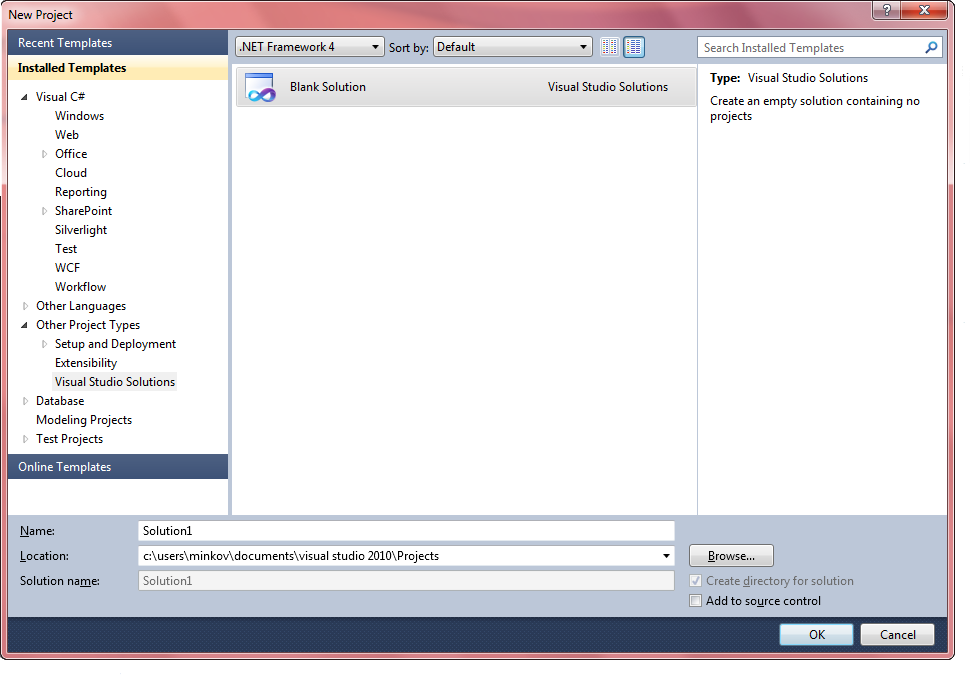 New Project
?
Recent Templates
Installed Templates
Visual C#
Windows
Web
Office
Cloud
Reporting
SharePoint
Silverlight
Test
WCF
Workflow
Other Languages
Other Project Types
Setup and Deployment
Extensibility
Visual Studio Solutions
Database
Modeling Projects
Test Projects
Online Templates
.NET Framework 4 Sort by: Default
Blank Solution Visual Studio Solutions
Search Installed Templates
Type: Visual Studio Solutions
Create an empty solution containing no
projects
Name: Solution1
Location: c:\users\minkov\documents\visual studio 2010\Projects Browse...
Solution name: Solution1 Create directory for solution
Add to source control
OK Cancel